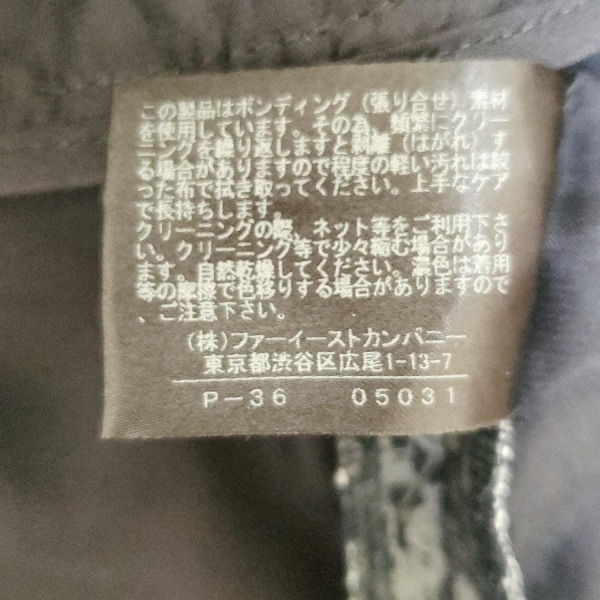 この製品はボンディング（張り合せ）素材
を使用しています。その為、頻繁にクリー
ニングを繰り返しますと剥離（はがれ）す
る場合がありますので程度の軽い汚れは絞
った布で拭き取ってください。上手なケア
で長持ちします。
クリーニングの際、ネット等をご利用下さ
い。クリーニング等で少々縮む場合があり
ます。自然乾燥してください。濃色は着用
等の摩擦で色移りする場合がありますので
、ご注意下さい。
（株）ファーイーストカンパニー
東京都渋谷区広尾1-13-7
P-36 05031